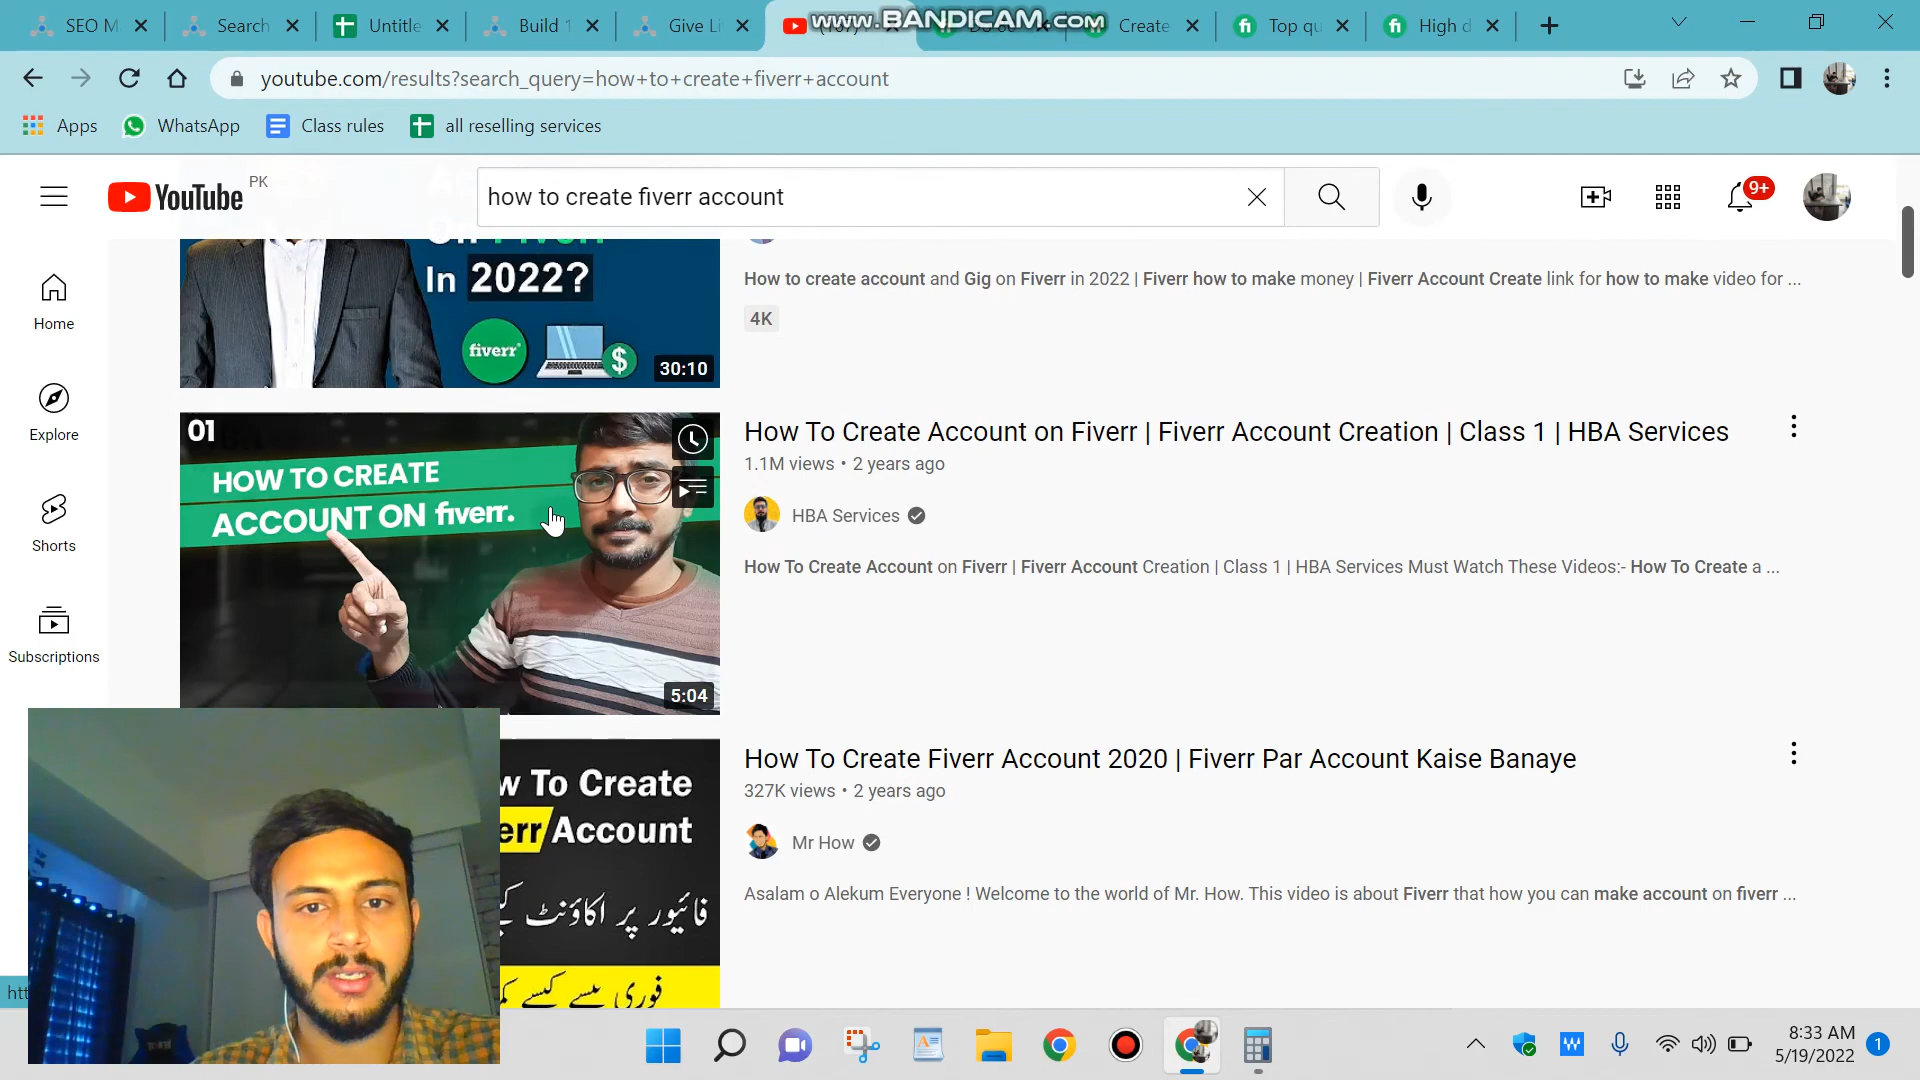 SEO M
Search
Untitle
Build 1
Give Li
www.BANDICAM.com
Create
Top qu
High d
youtube.com/results?search_query=how+to+create+fiverr+account
Apps
WhatsApp
Class rules
all reselling services
YouTube
PK
how to create fiverr account
9+
Home
Explore
Shorts
Subscriptions
In 2022?
fiverr
$
30:10
How to create account and Gig on Fiverr in 2022 | Fiverr how to make money | Fiverr Account Create link for how to make video for ...
4K
01
HOW TO CREATE
ACCOUNT ON fiverr.
5:04
How To Create Account on Fiverr | Fiverr Account Creation | Class 1 | HBA Services
1.1M views • 2 years ago
HBA Services
How To Create Account on Fiverr | Fiverr Account Creation | Class 1 | HBA Services Must Watch These Videos:- How To Create a ...
w To Create
err Account
فائیور پر اکاؤنٹ
فوری پیسے کیسے
How To Create Fiverr Account 2020 | Fiverr Par Account Kaise Banaye
327K views • 2 years ago
Mr How
Asalam o Alekum Everyone ! Welcome to the world of Mr. How. This video is about Fiverr that how you can make account on fiverr ...
htt
8:33 AM
5/19/2022
1